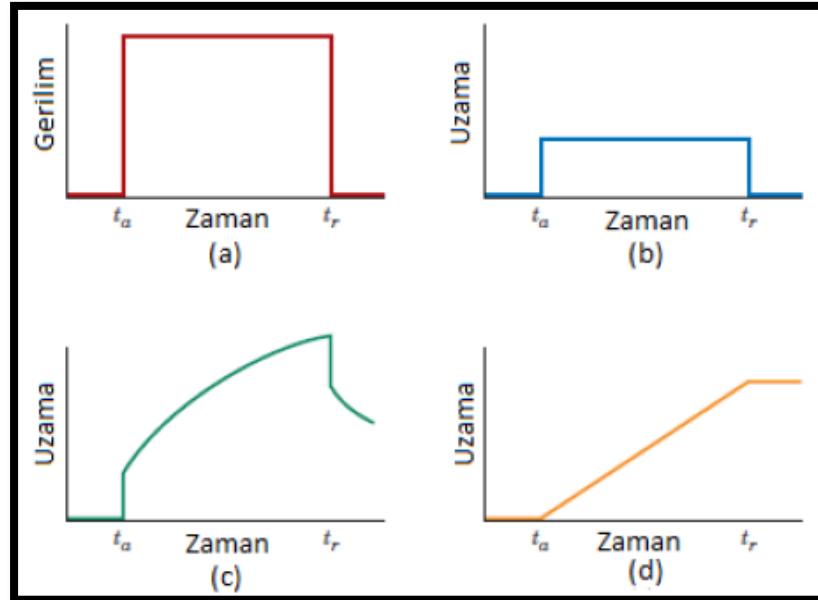 Gerilim
t_a Zaman t_r
(a)
Uzama
t_a Zaman t_r
(b)
Uzama
t_a Zaman t_r
(c)
Uzama
t_a Zaman t_r
(d)